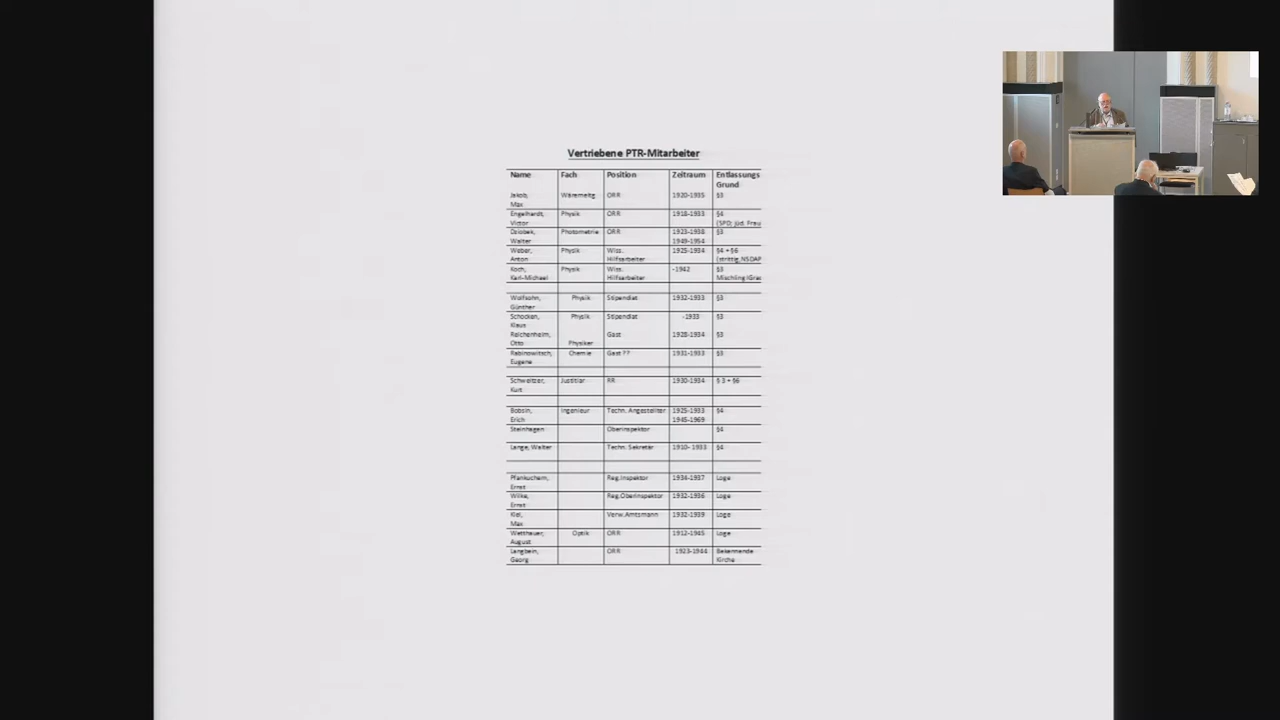 Vertriebene PTR-Mitarbeiter
Name Fach Position Zeitraum Entlassungs
Grund
Jakob, ORR 1920-1935 §3
Max
Engelhardt, Physik ORR 1918-1933 §4
Victor (SPD; jüd. Frau
Dziobek, Photometrie ORR 1923-1938 §3
Walter 1949-1954
Weber, Physik Wiss. 1925-1934 §4 + §6
Anton Hilfsarbeiter (strittig, NSDAP
Koch, Physik Wiss. -1942 §3
Karl-Michael Hilfsarbeiter Mischling
Wolfsohn, Physik Stipendiat 1932-1933 §3
Günther
Schocken, Physik Stipendiat -1933 §3
Klaus
Reichenheim, Gast 1928-1934 §3
Otto Physiker
Rabinowitsch, Chemie Gast ?? 1931-1933 §3
Eugene
Schweitzer, Justitiar RR 1930-1934 § 3 + §6
Kurt
Bobsin, Ingenieur Techn. Angestellter 1925-1933 §4
Erich 1945-1969
Steinhagen Oberinspektor §4
Lange, Walter Techn. Sekretär 1910- 1933 §4
Pfankuchem, Reg.Inspektor 1934-1937 Loge
Ernst
Wilke, Reg.Oberinspektor 1932-1936 Loge
Ernst
Kiel, Verw.Amtsmann 1932-1939 Loge
Max
Wetthauer, Optik ORR 1912-1945 Loge
August
Langbein, ORR 1923-1944 Bekennende
Georg Kirche